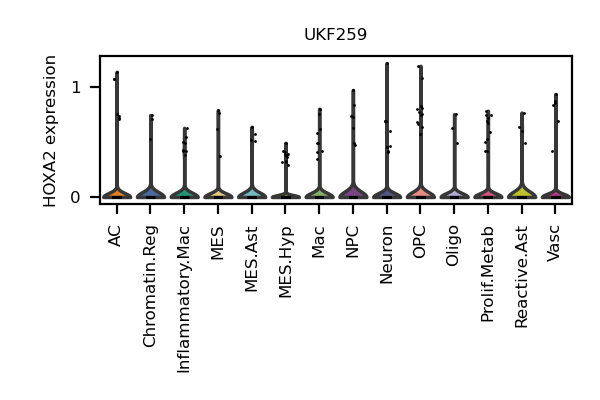 UKF259
HOXA2 expression
1
0
AC
Chromatin.Reg
Inflammatory.Mac
MES
MES.Ast
MES.Hyp
Mac
NPC
Neuron
OPC
Oligo
Prolif.Metab
Reactive.Ast
Vasc